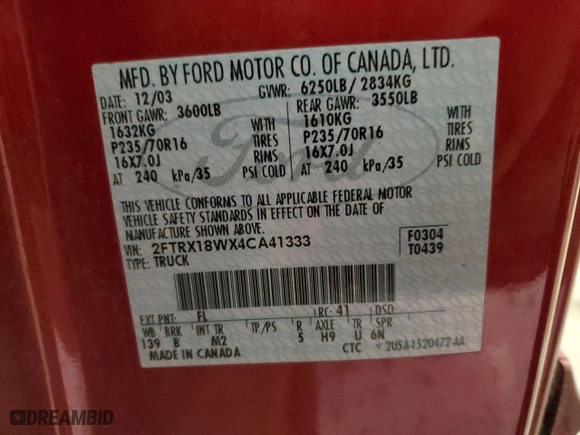 MFD. BY FORD MOTOR CO. OF CANADA, LTD.
DATE: 12/03 GVWR: 6250LB/ 2834KG
FRONT GAWR: 3600LB REAR GAWR: 3550LB
1632KG WITH 1610KG WITH
P235/70R16 TIRES P235/70R16 TIRES
16X7.0J RIMS 16X7.0J RIMS
AT 240 kPa/35 PSI COLD AT 240 kPa/35 PSI COLD
THIS VEHICLE CONFORMS TO ALL APPLICABLE FEDERAL MOTOR
VEHICLE SAFETY STANDARDS IN EFFECT ON THE DATE OF
MANUFACTURE SHOWN ABOVE.
VIN: 2FTRX18WX4CA41333 F0304
TYPE: TRUCK T0439
Ford
EXT PNT: FL RC: 41 DSO:
WB BRK INT TR TP/PS R AXLE TR SPR
139 B M2 5 H9 U 6N
MADE IN CANADA CTC V 2U5A-1520472-AA
DREAMBID